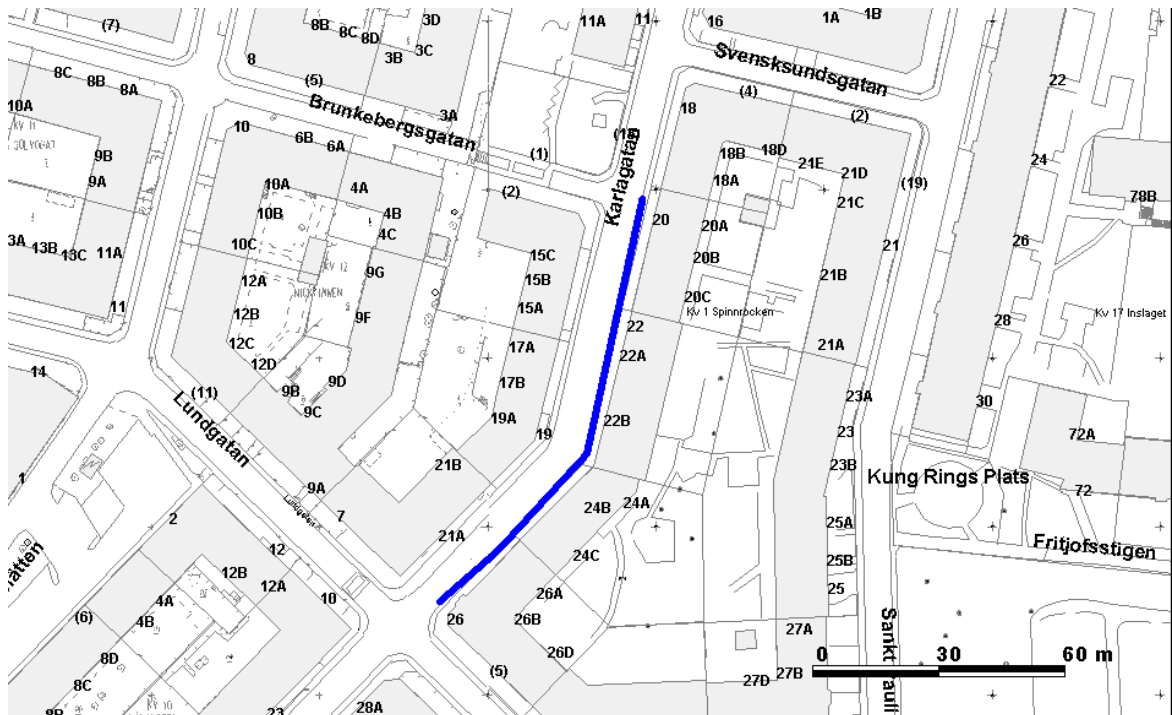 (7)
8B
8C
8D
3D
3C
3B
11A
11
16
1A
1B
8C
8B
8A
8
(5)
3A
Svensksundsgatan
22
10A
Brunkebergsgatan
(4)
(2)
18
10
6B
6A
(1)
Karlagatan
9B
9A
10A
4A
4B
4C
(2)
18B
18D
18A
21E
21D
21C
(19)
24
78B
3A
13B
13C
11A
10B
10C
15C
20
20A
20B
21
26
12A
9G
15B
15A
20C
21B
Kv 1 Spinnrocken
Kv 17 Inslaget
11
12B
12C
12D
9F
17A
22
22A
21A
28
14
9B
9C
9D
17B
19A
(11)
Lundgatan
19
22B
23A
23
30
72A
21B
23B
Kung Rings Plats
72
1
9A
7
24B
24A
2
12
21A
24C
25A
25B
25
Fritjofsstigen
12B
12A
10
26A
26B
26
26D
(6)
4A
4B
8D
8C
8B
(5)
27A
27B
27D
0 30 60 m
23
28A